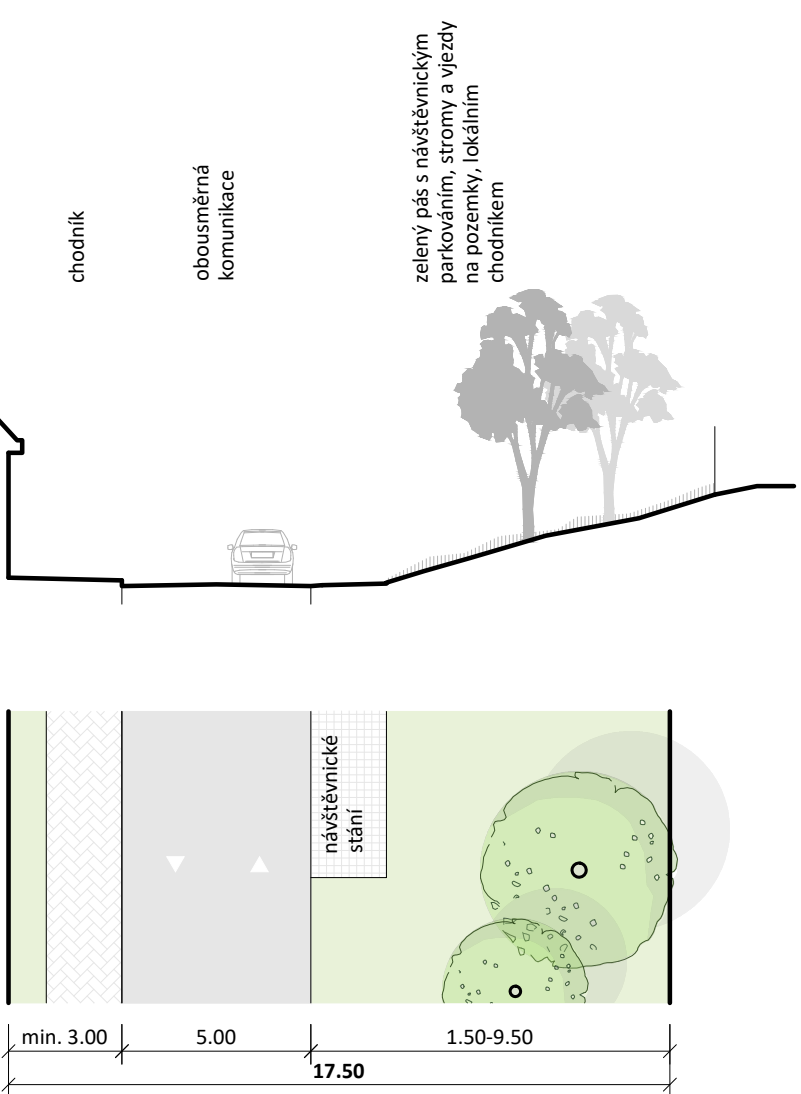 chodník
obousměrná
komunikace
zelený pás s návštěvnickým
parkováním, stromy a vjezdy
na pozemky, lokálním
chodníkem
návštěvnické
stání
min. 3.00
5.00
1.50-9.50
17.50